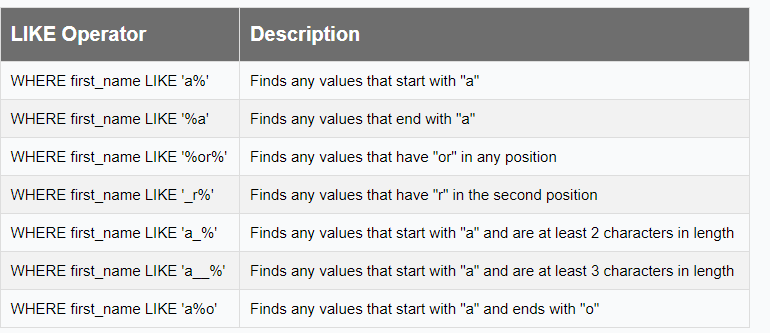 LIKE Operator Description
WHERE first_name LIKE 'a%' Finds any values that start with "a"
WHERE first_name LIKE '%a' Finds any values that end with "a"
WHERE first_name LIKE '%or%' Finds any values that have "or" in any position
WHERE first_name LIKE '_r%' Finds any values that have "r" in the second position
WHERE first_name LIKE 'a_%' Finds any values that start with "a" and are at least 2 characters in length
WHERE first_name LIKE 'a__%' Finds any values that start with "a" and are at least 3 characters in length
WHERE first_name LIKE 'a%o' Finds any values that start with "a" and ends with "o"